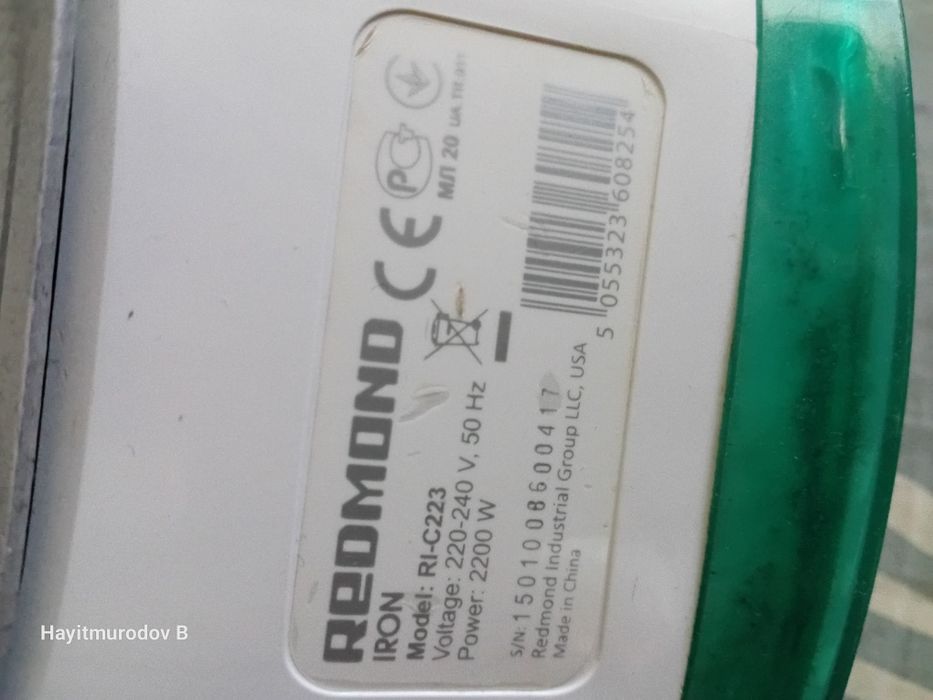 REDMOND
IRON
Model: RI-C223
Voltage: 220-240 V, 50 Hz
Power: 2200 W
CE
МЛ 20
S/N: 1501008600417
Redmond Industrial Group LLC, USA
Made in China
5 055323 608254
Hayitmurodov B